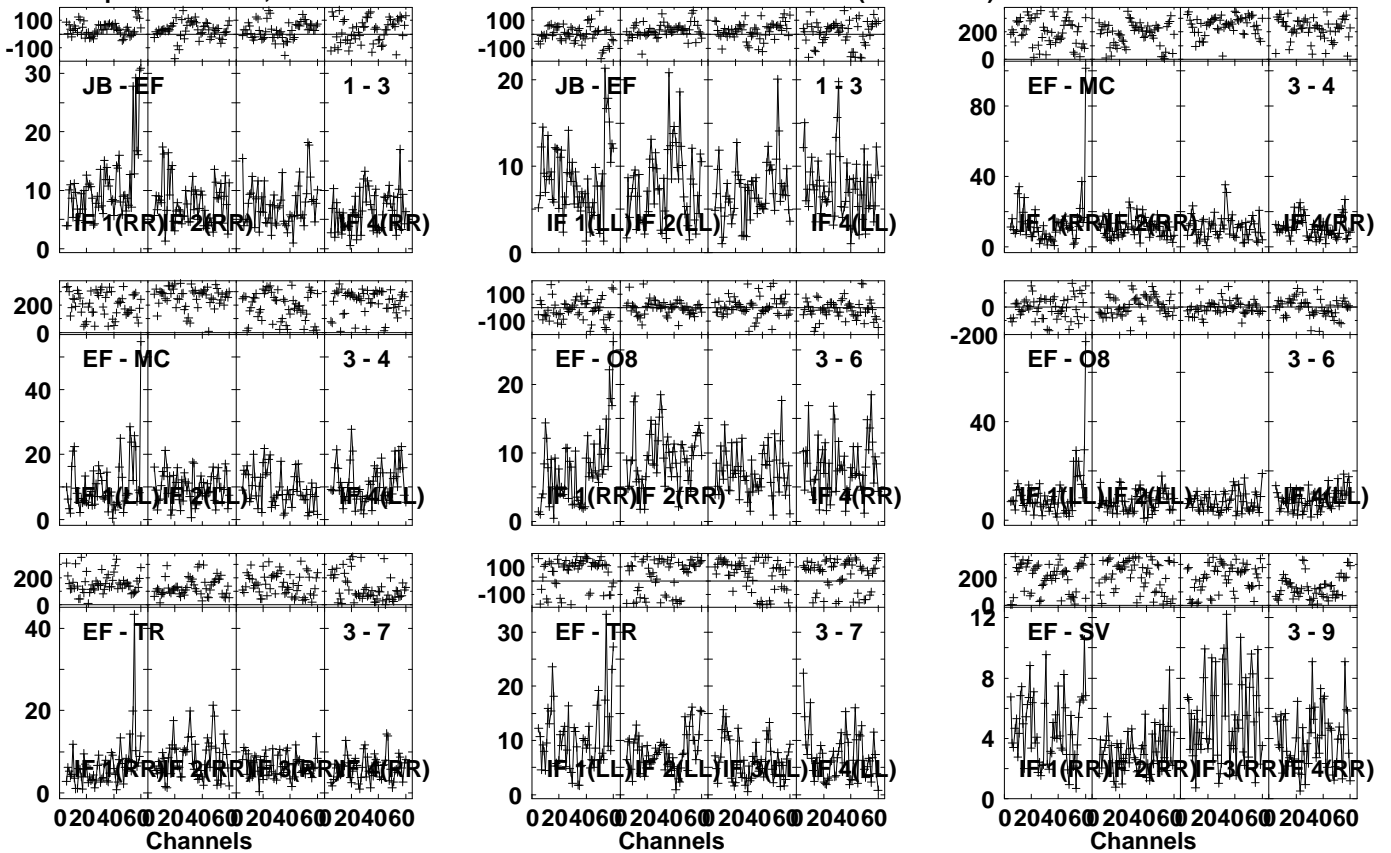 100 100 200
-100 -100 0
30 JB - EF 1 - 3 20 JB - EF 1 - 3 80 EF - MC 3 - 4
20 10 60
10 40
20
IF 1(RR) IF 2(RR) IF 4(RR) IF 1(LL) IF 2(LL) IF 4(LL) IF 1(RR) IF 2(RR) IF 4(RR)
0 0 0
200 100 0
0 -100 -200
EF - MC 3 - 4 EF - O8 3 - 6 EF - O8 3 - 6
40 20 40
20 10 20
IF 1(LL) IF 2(LL) IF 4(LL) IF 1(RR) IF 2(RR) IF 4(RR) IF 1(LL) IF 2(LL) IF 4(LL)
0 0 0
200 100 200
0 -100 0
40 EF - TR 3 - 7 30 EF - TR 3 - 7 12 EF - SV 3 - 9
20 20 8
10 4
IF 1(RR) IF 2(RR) IF 3(RR) IF 4(RR) IF 1(LL) IF 2(LL) IF 3(LL) IF 4(LL) IF 1(RR) IF 2(RR) IF 3(RR) IF 4(RR)
0 0 0
0 20 40 60 0 20 40 60 0 20 40 60 0 20 40 60 0 20 40 60 0 20 40 60 0 20 40 60 0 20 40 60 0 20 40 60 0 20 40 60 0 20 40 60 0 20 40 60
Channels Channels Channels